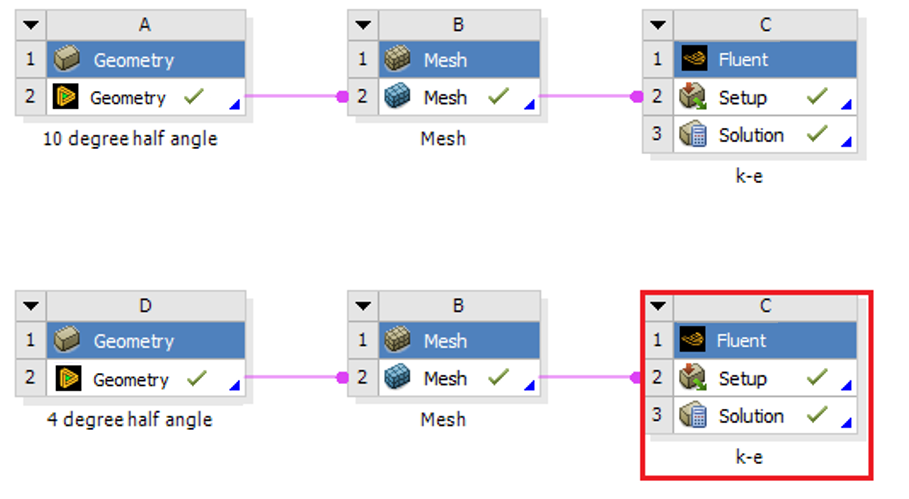 A B C
1 Geometry 1 Mesh 1 Fluent
2 Geometry 2 Mesh 2 Setup
3 Solution
10 degree half angle Mesh
k-e
D B C
1 Geometry 1 Mesh 1 Fluent
2 Geometry 2 Mesh 2 Setup
3 Solution
4 degree half angle Mesh
k-e